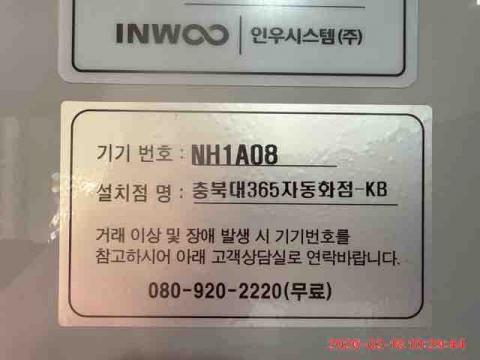 INWOO | 인우시스템(주)
기기 번호 : NH1A08
설치점 명 : 충북대365자동화점-KB
거래 이상 및 장애 발생 시 기기번호를
참고하시어 아래 고객상담실로 연락바랍니다.
080-920-2220(무료)